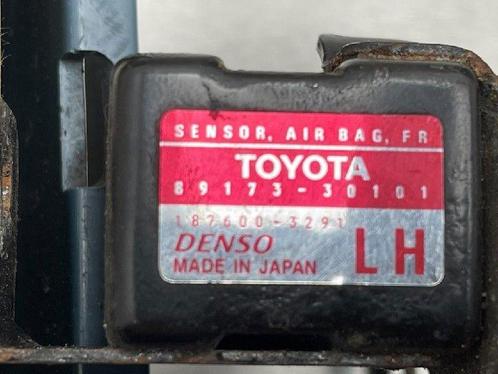 SENSOR, AIR BAG, FR
TOYOTA
89173-30101
187600-3291
DENSO LH
MADE IN JAPAN